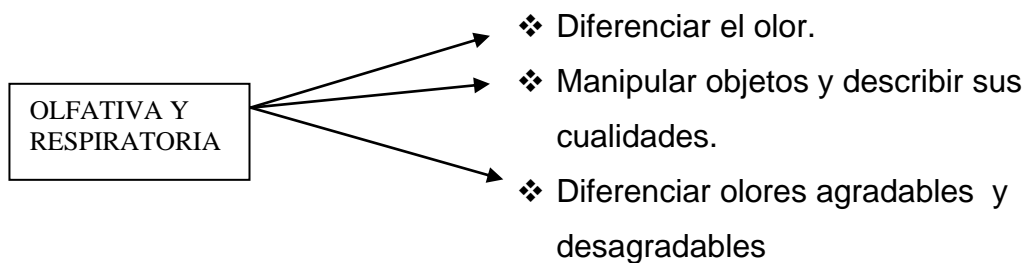 OLFATIVA Y
RESPIRATORIA
❖ Diferenciar el olor.
❖ Manipular objetos y describir sus
cualidades.
❖ Diferenciar olores agradables y
desagradables